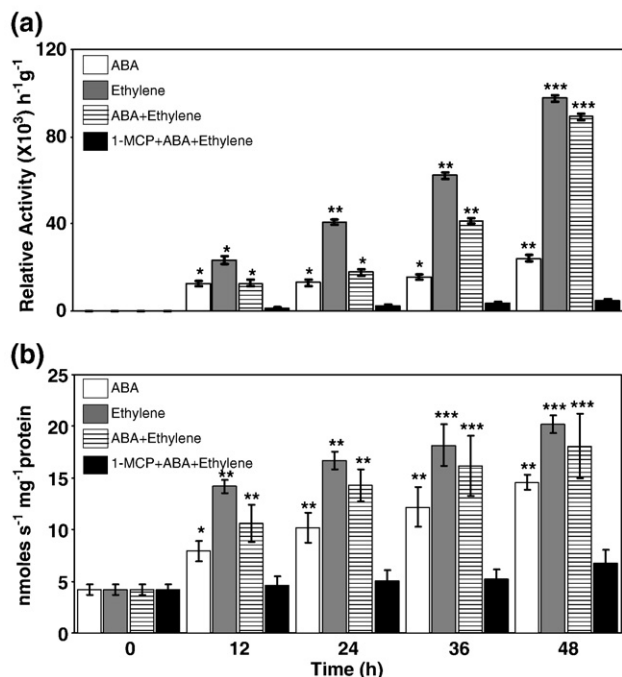 (a)
120
80
40
0
Relative Activity (X10³) h⁻¹g⁻¹
ABA
Ethylene
ABA+Ethylene
1-MCP+ABA+Ethylene
* * *
* ** *
* ** **
** *** ***
(b)
25
20
15
10
5
0
nmoles s⁻¹ mg⁻¹protein
ABA
Ethylene
ABA+Ethylene
1-MCP+ABA+Ethylene
* ** **
** ** **
** *** ***
** *** ***
0 12 24 36 48
Time (h)